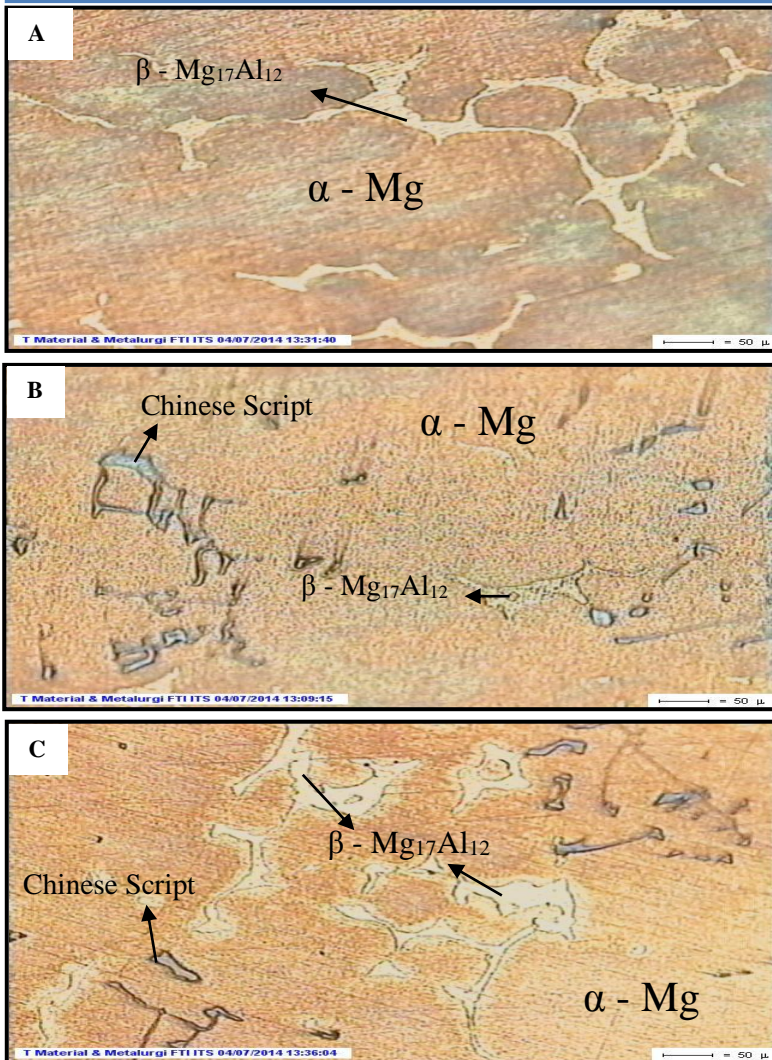 A
β - Mg₁₇Al₁₂
α - Mg
T Material & Metalurgi FTI ITS 04/07/2014 13:31:40
= 50 μ
B
Chinese Script
α - Mg
β - Mg₁₇Al₁₂
T Material & Metalurgi FTI ITS 04/07/2014 13:09:15
= 50 μ
C
β - Mg₁₇Al₁₂
Chinese Script
α - Mg
T Material & Metalurgi FTI ITS 04/07/2014 13:36:04
= 50 μ